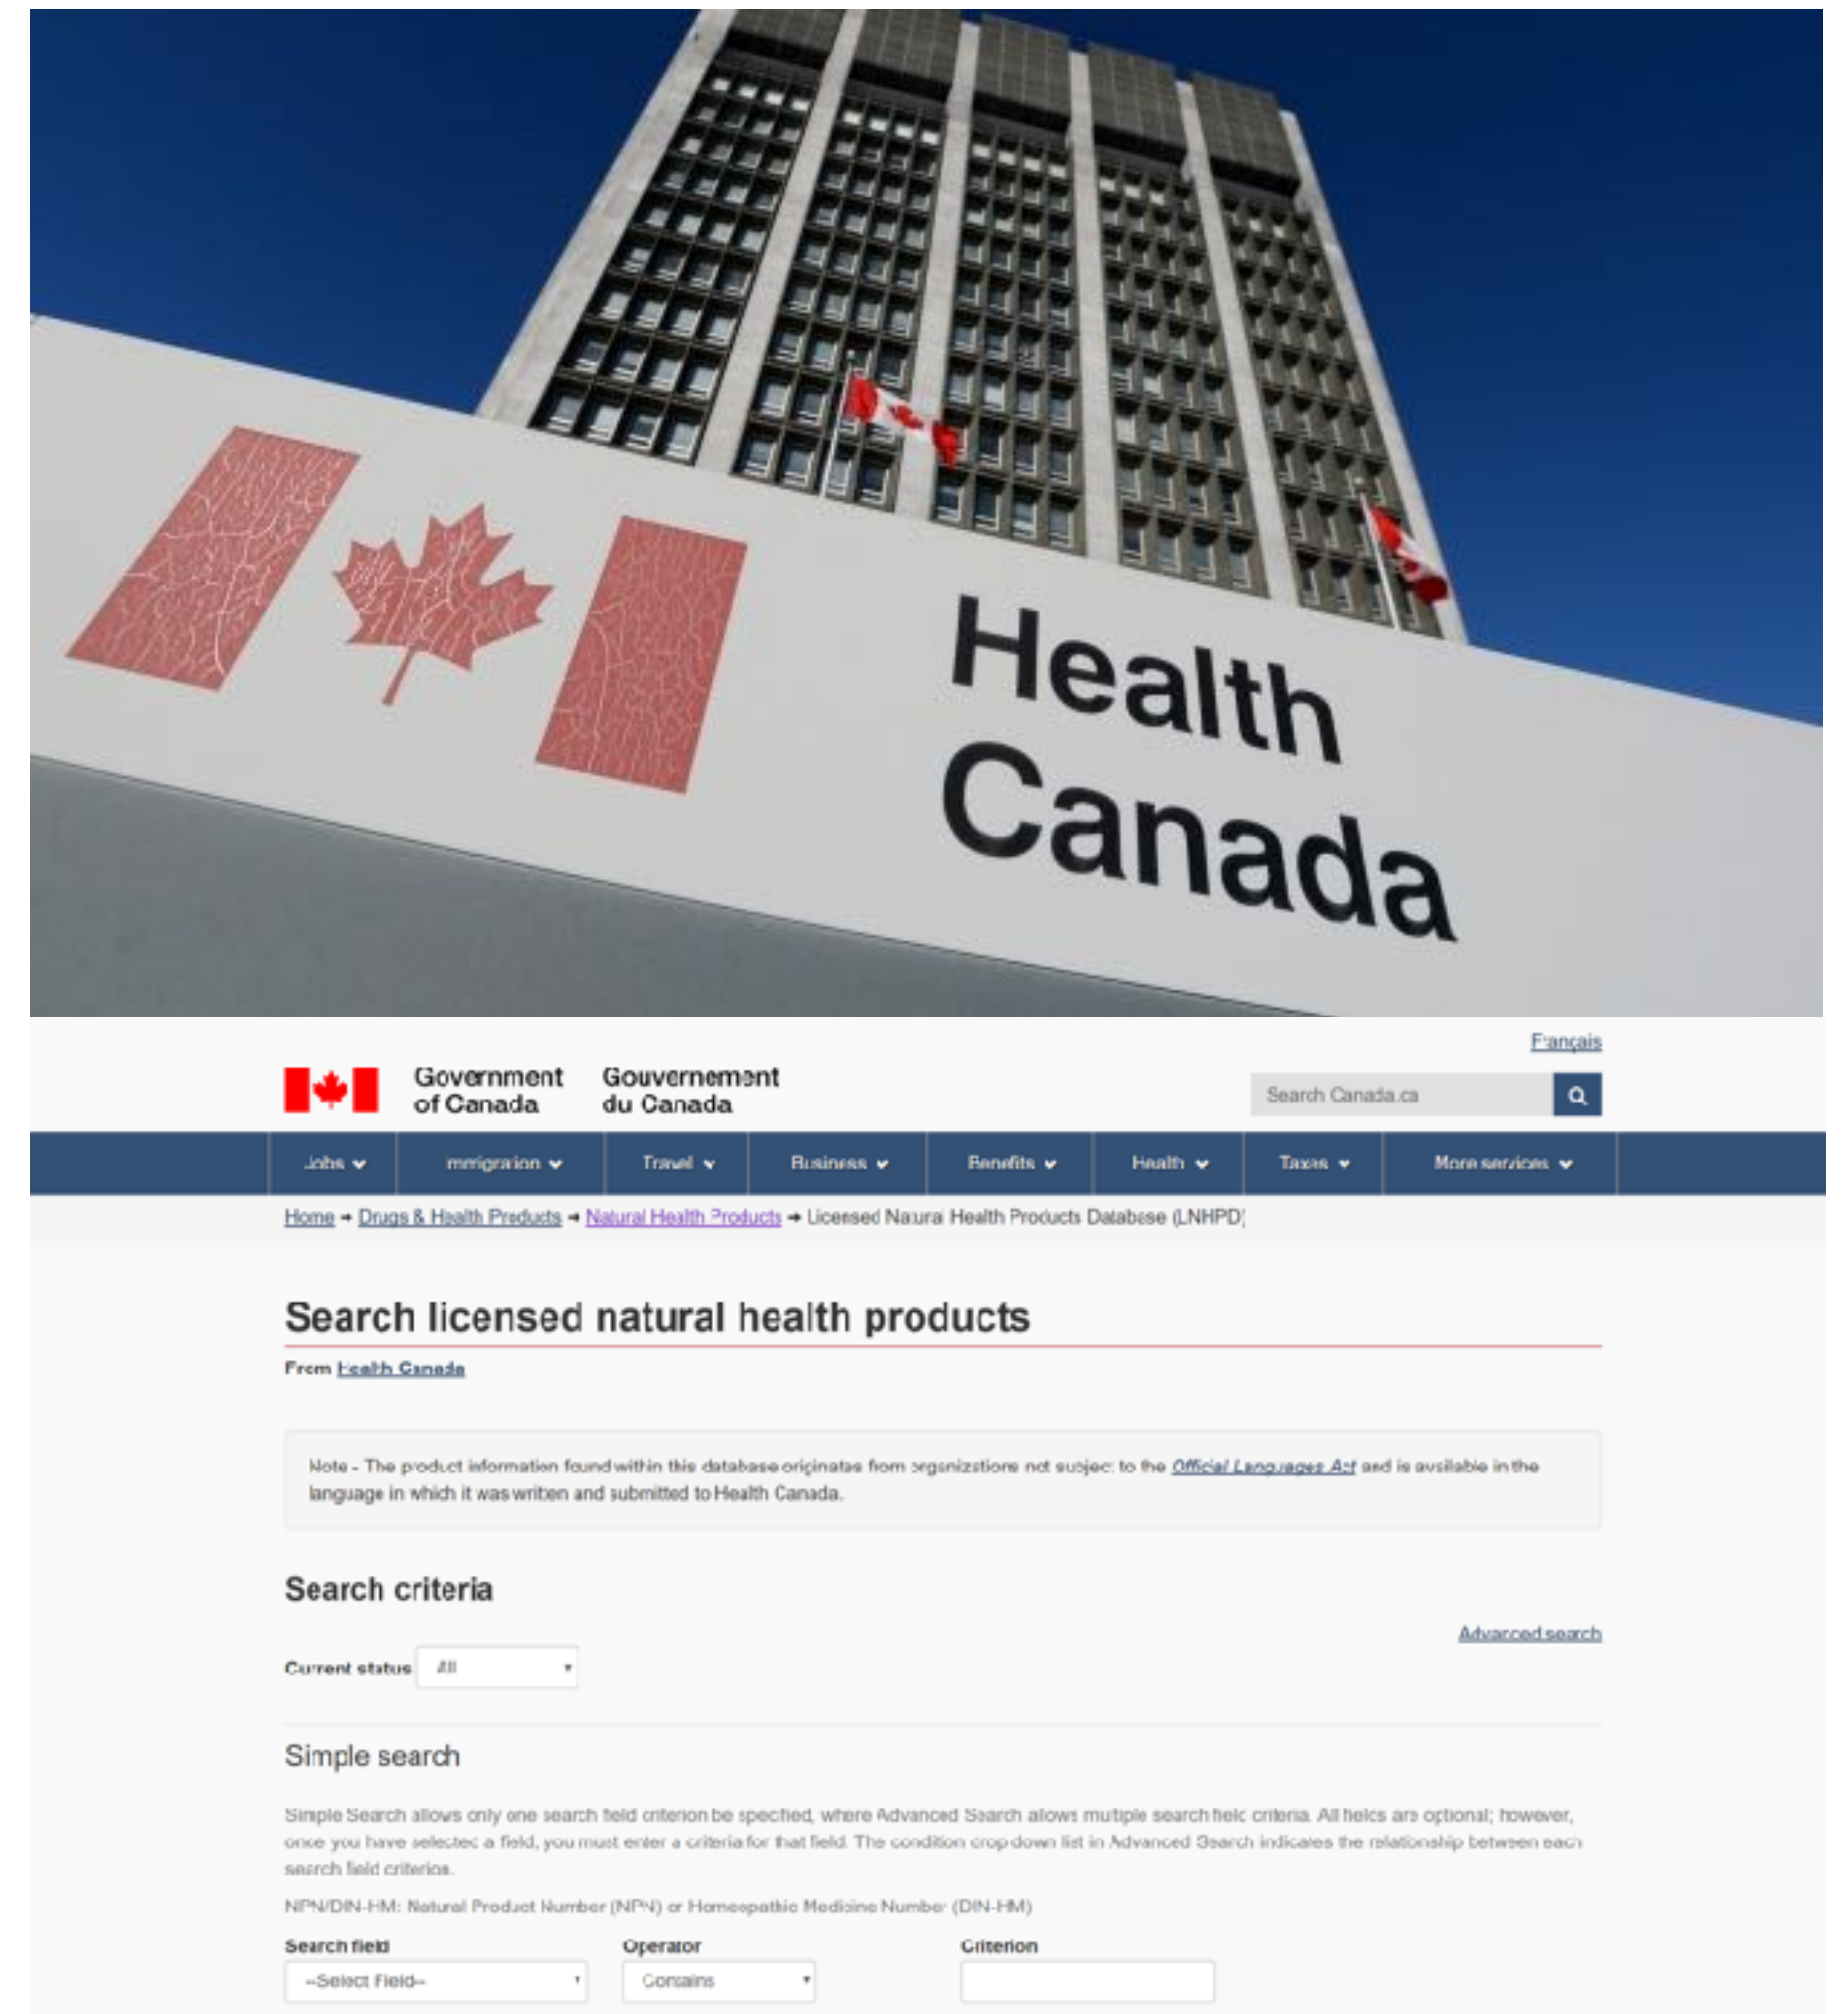 Health
Canada
Français
Government
of Canada
Gouvernement
du Canada
Search Canada.ca
Jobs Immigration Travel Business Benefits Health Taxes More services
Home → Drugs & Health Products → Natural Health Products → Licensed Natural Health Products Database (LNHPD)
Search licensed natural health products
From Health Canada
Note - The product information found within this database originates from organizations not subject to the Official Languages Act and is available in the
language in which it was written and submitted to Health Canada.
Search criteria
Advanced search
Current status All
Simple search
Simple Search allows only one search field criterion be specified, where Advanced Search allows multiple search field criteria. All fields are optional; however,
once you have selected a field, you must enter a criteria for that field. The condition drop down list in Advanced Search indicates the relationship between each
search field criterion.
NPN/DIN-HM: Natural Product Number (NPN) or Homeopathic Medicine Number (DIN-HM)
Search field Operator Criterion
--Select Field-- Contains